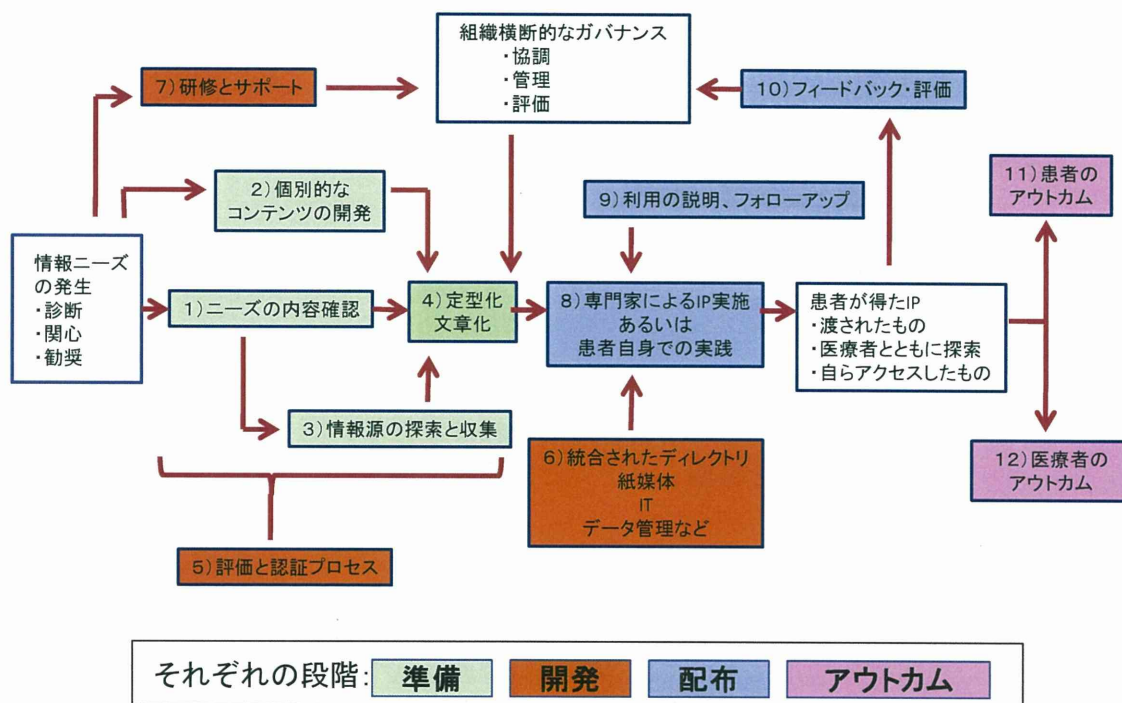 組織横断的なガバナンス
・協調
・管理
・評価
7)研修とサポート
10)フィードバック・評価
2)個別的な
コンテンツの開発
9)利用の説明、フォローアップ
11)患者の
アウトカム
情報ニーズ
の発生
・診断
・関心
・勧奨
1)ニーズの内容確認
4)定型化
文章化
8)専門家によるIP実施
あるいは
患者自身での実践
患者が得たIP
・渡されたもの
・医療者とともに探索
・自らアクセスしたもの
3)情報源の探索と収集
6)統合されたディレクトリ
紙媒体
IT
データ管理など
12)医療者の
アウトカム
5)評価と認証プロセス
それぞれの段階: 準備 開発 配布 アウトカム